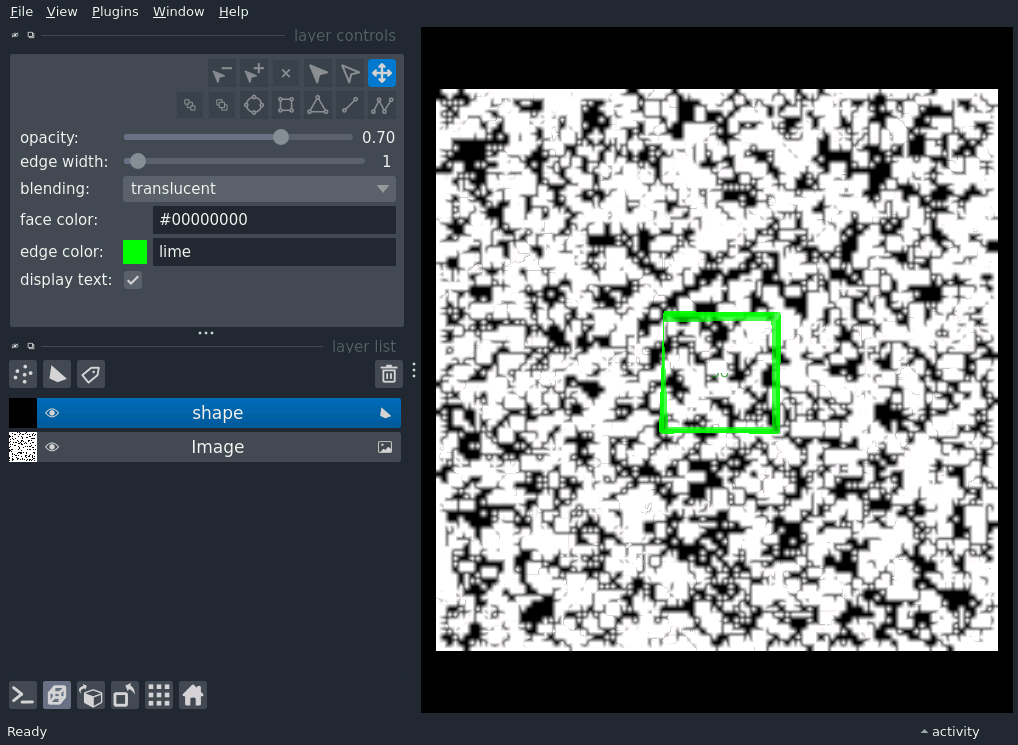 File View Plugins Window Help
layer controls
opacity: 0.70
edge width: 1
blending: translucent
face color: #00000000
edge color: lime
display text:
layer list
shape
Image
Ready
activity